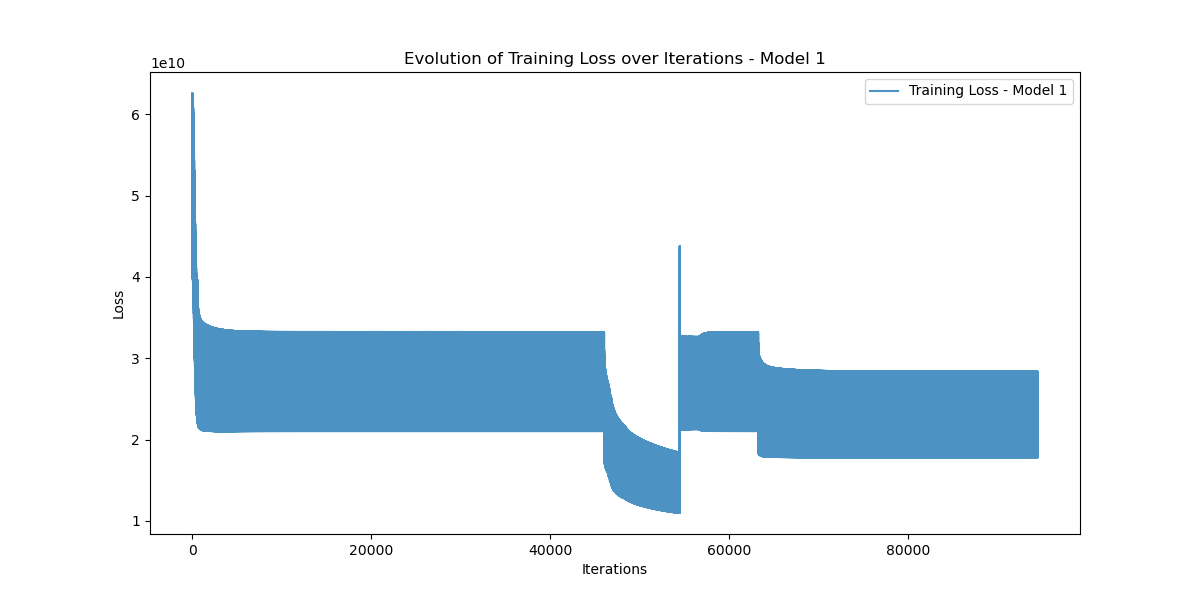 Evolution of Training Loss over Iterations - Model 1
1e10
Training Loss - Model 1
6
5
4
3
2
1
Loss
0 20000 40000 60000 80000
Iterations